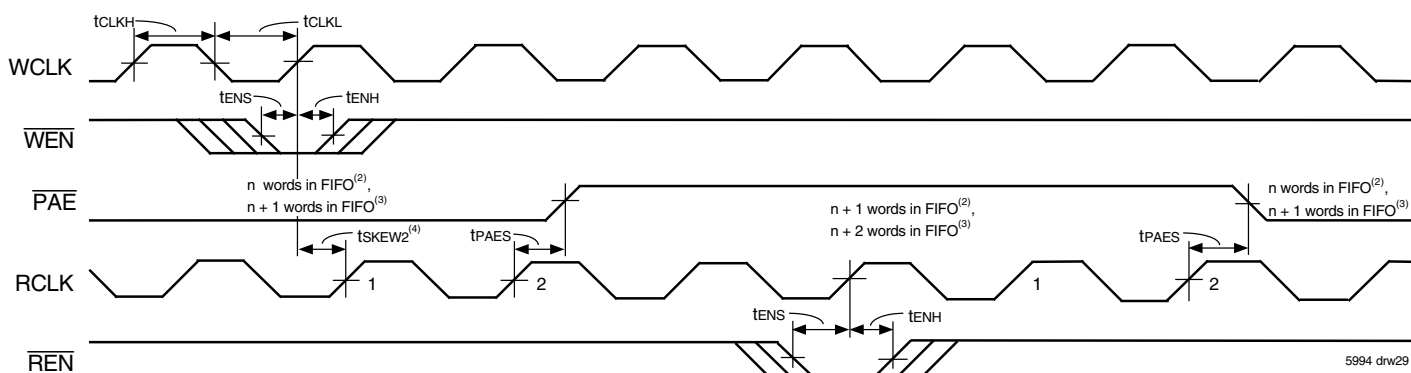 tCLKH
tCLKL
WCLK
tENS
tENH
WEN
n words in FIFO(2),
n + 1 words in FIFO(3)
PAE
n + 1 words in FIFO(2),
n + 2 words in FIFO(3)
n words in FIFO(2),
n + 1 words in FIFO(3)
tSKEW2(4)
tPAES
tPAES
RCLK
1
2
1
2
tENS
tENH
REN
5994 drw29